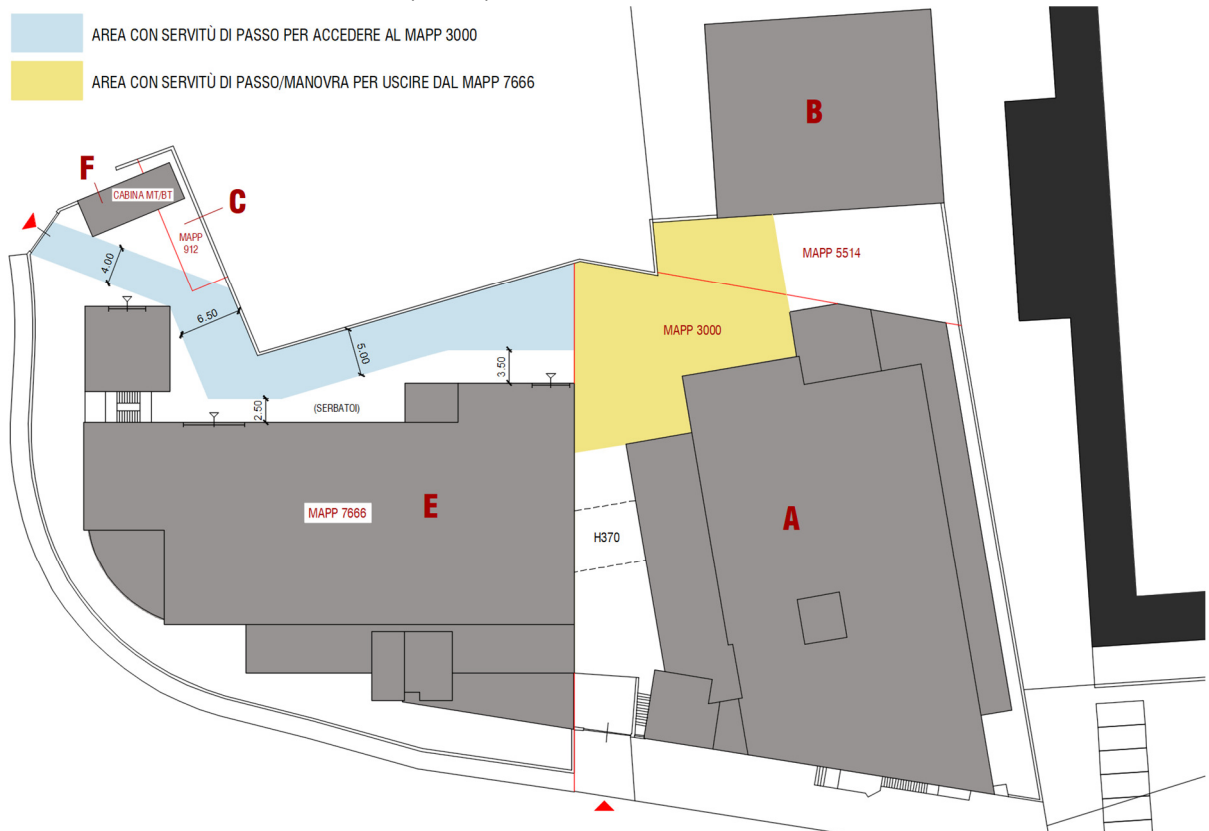 AREA CON SERVITÙ DI PASSO PER ACCEDERE AL MAPP 3000
AREA CON SERVITÙ DI PASSO/MANOVRA PER USCIRE DAL MAPP 7666
B
F
CABINA MT/BT
C
MAPP
912
MAPP 5514
4.00
6.50
MAPP 3000
5.00
3.50
2.50
(SERBATOI)
MAPP 7666
E
A
H370